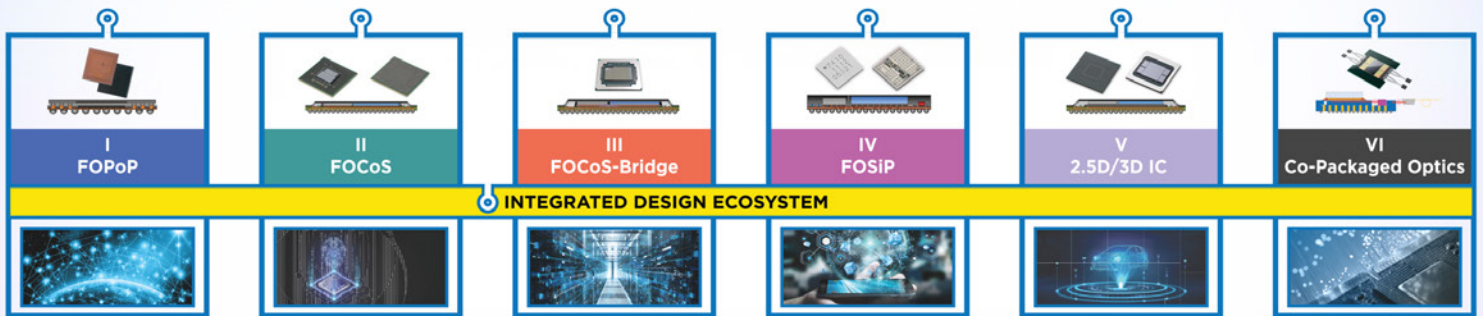 I
FOPoP
II
FOCoS
III
FOCoS-Bridge
IV
FOSiP
V
2.5D/3D IC
VI
Co-Packaged Optics
INTEGRATED DESIGN ECOSYSTEM